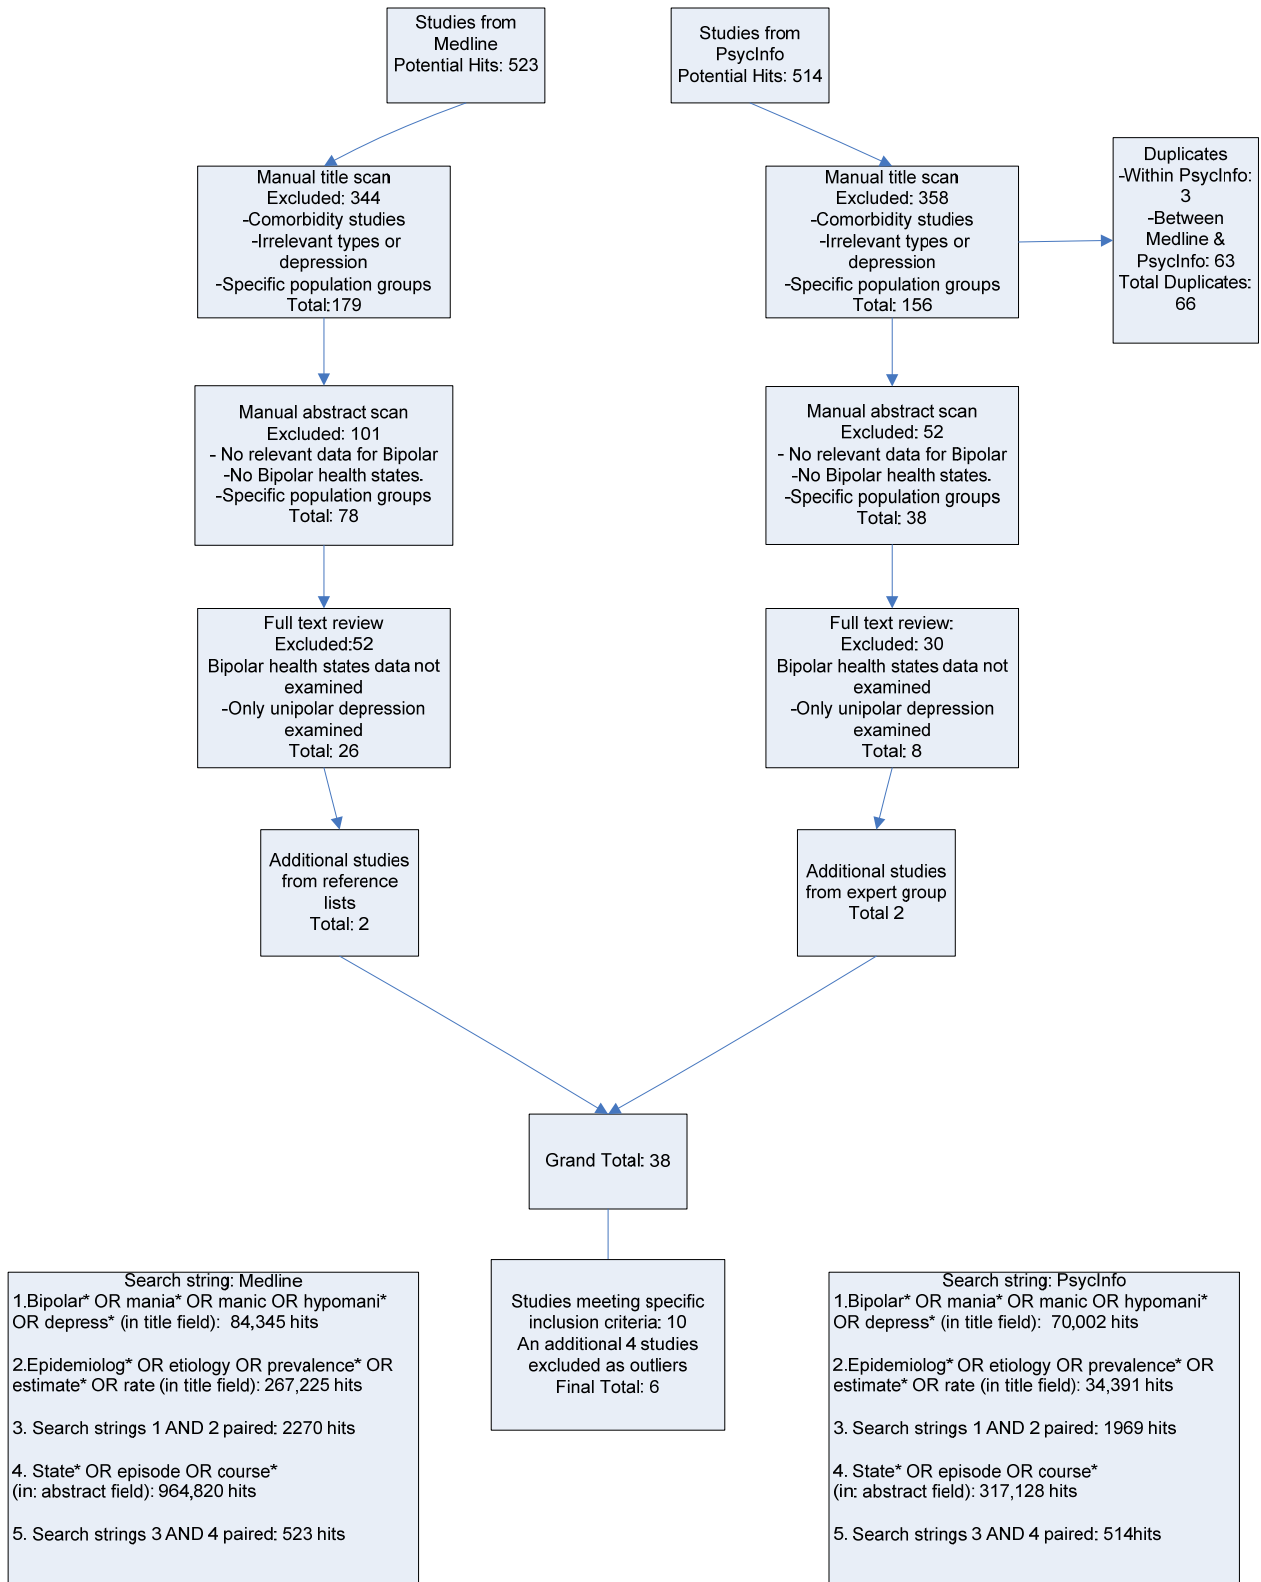 Studies from
Medline
Potential Hits: 523
Studies from
PsycInfo
Potential Hits: 514
Manual title scan
Excluded: 344
-Comorbidity studies
-Irrelevant types or
depression
-Specific population groups
Total:179
Manual title scan
Excluded: 358
-Comorbidity studies
-Irrelevant types or
depression
-Specific population groups
Total: 156
Duplicates
-Within PsycInfo:
3
-Between
Medline &
PsycInfo: 63
Total Duplicates:
66
Manual abstract scan
Excluded: 101
- No relevant data for Bipolar
-No Bipolar health states.
-Specific population groups
Total: 78
Manual abstract scan
Excluded: 52
- No relevant data for Bipolar
-No Bipolar health states.
-Specific population groups
Total: 38
Full text review
Excluded:52
Bipolar health states data not
examined
-Only unipolar depression
examined
Total: 26
Full text review:
Excluded: 30
Bipolar health states data not
examined
-Only unipolar depression
examined
Total: 8
Additional studies
from reference
lists
Total: 2
Additional studies
from expert group
Total 2
Grand Total: 38
Studies meeting specific
inclusion criteria: 10
An additional 4 studies
excluded as outliers
Final Total: 6
Search string: Medline
1.Bipolar* OR mania* OR manic OR hypomani*
OR depress* (in title field):  84,345 hits
2.Epidemiolog* OR etiology OR prevalence* OR
estimate* OR rate (in title field): 267,225 hits
3. Search strings 1 AND 2 paired: 2270 hits
4. State* OR episode OR course*
(in: abstract field): 964,820 hits
5. Search strings 3 AND 4 paired: 523 hits
Search string: PsycInfo
1.Bipolar* OR mania* OR manic OR hypomani*
OR depress* (in title field):  70,002 hits
2.Epidemiolog* OR etiology OR prevalence* OR
estimate* OR rate (in title field): 34,391 hits
3. Search strings 1 AND 2 paired: 1969 hits
4. State* OR episode OR course*
(in: abstract field): 317,128 hits
5. Search strings 3 AND 4 paired: 514hits